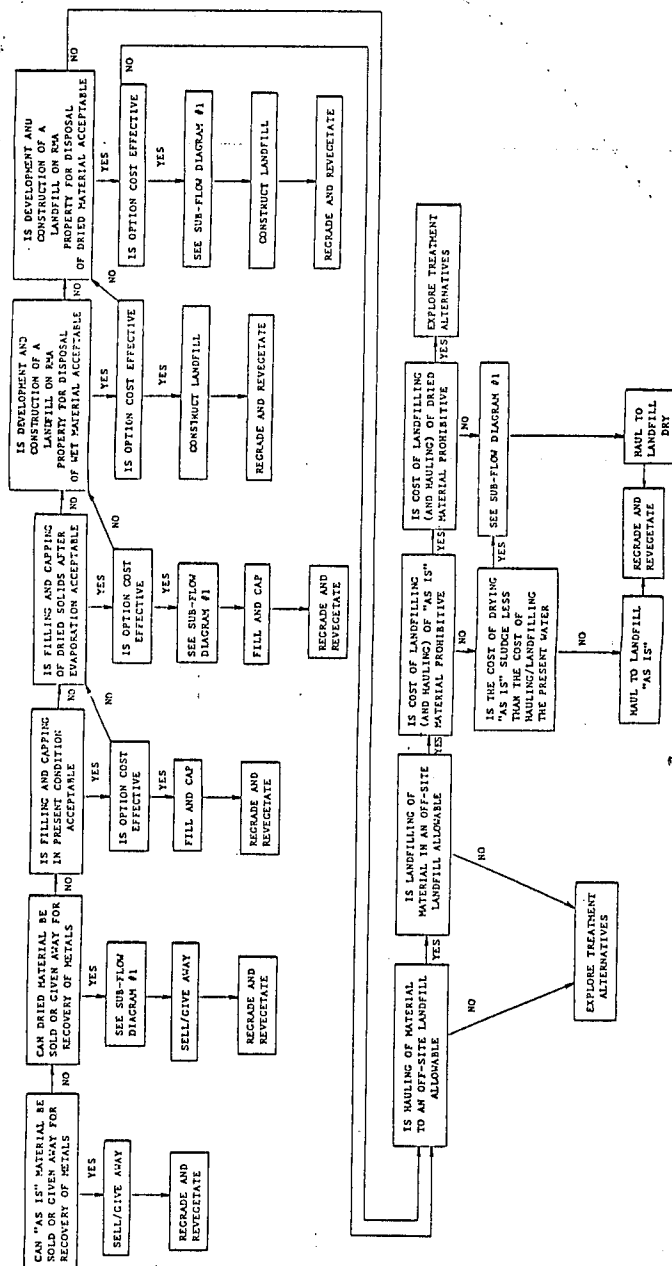 CAN "AS IS" MATERIAL BE
SOLD OR GIVEN AWAY FOR
RECOVERY OF METALS
NO
YES
SELL/GIVE AWAY
REGRADE AND
REVEGETATE
CAN DRIED MATERIAL BE
SOLD OR GIVEN AWAY FOR
RECOVERY OF METALS
NO
YES
SEE SUB-FLOW
DIAGRAM #1
SELL/GIVE AWAY
REGRADE AND
REVEGETATE
IS FILLING AND CAPPING
IN PRESENT CONDITION
ACCEPTABLE
NO
YES
IS OPTION COST
EFFECTIVE
NO
YES
FILL AND CAP
REGRADE AND
REVEGETATE
IS FILLING AND CAPPING
OF DRIED SOLIDS AFTER
EVAPORATION ACCEPTABLE
NO
YES
IS OPTION COST
EFFECTIVE
NO
YES
SEE SUB-FLOW
DIAGRAM #1
FILL AND CAP
REGRADE AND
REVEGETATE
IS DEVELOPMENT AND
CONSTRUCTION OF A
LANDFILL ON RMA
PROPERTY FOR DISPOSAL
OF WET MATERIAL ACCEPTABLE
NO
YES
IS OPTION COST EFFECTIVE
NO
YES
CONSTRUCT LANDFILL
REGRADE AND REVEGETATE
IS DEVELOPMENT AND
CONSTRUCTION OF A
LANDFILL ON RMA
PROPERTY FOR DISPOSAL
OF DRIED MATERIAL ACCEPTABLE
NO
YES
IS OPTION COST EFFECTIVE
NO
YES
SEE SUB-FLOW DIAGRAM #1
CONSTRUCT LANDFILL
REGRADE AND REVEGETATE
IS HAULING OF MATERIAL
TO AN OFF-SITE LANDFILL
ALLOWABLE
YES
NO
IS LANDFILLING OF
MATERIAL IN AN OFF-SITE
LANDFILL ALLOWABLE
YES
NO
EXPLORE TREATMENT
ALTERNATIVES
IS COST OF LANDFILLING
(AND HAULING) OF "AS IS"
MATERIAL PROHIBITIVE
YES
NO
IS THE COST OF DRYING
"AS IS" SLUDGE LESS
THAN THE COST OF
HAULING/LANDFILLING
THE PRESENT WATER
YES
NO
HAUL TO LANDFILL
"AS IS"
IS COST OF LANDFILLING
(AND HAULING) OF DRIED
MATERIAL PROHIBITIVE
YES
NO
EXPLORE TREATMENT
ALTERNATIVES
SEE SUB-FLOW DIAGRAM #1
REGRADE AND
REVEGETATE
HAUL TO
LANDFILL
DRY